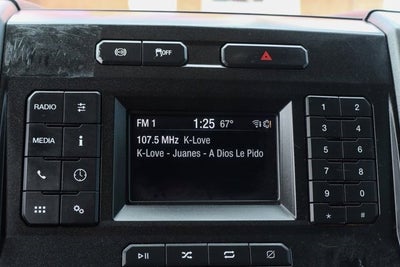 OFF
RADIO
MEDIA
i
FM 1 1:25 67°
107.5 MHz K-Love
K-Love - Juanes - A Dios Le Pido
1 2
3 4
5 6
7 8
9 0
* #